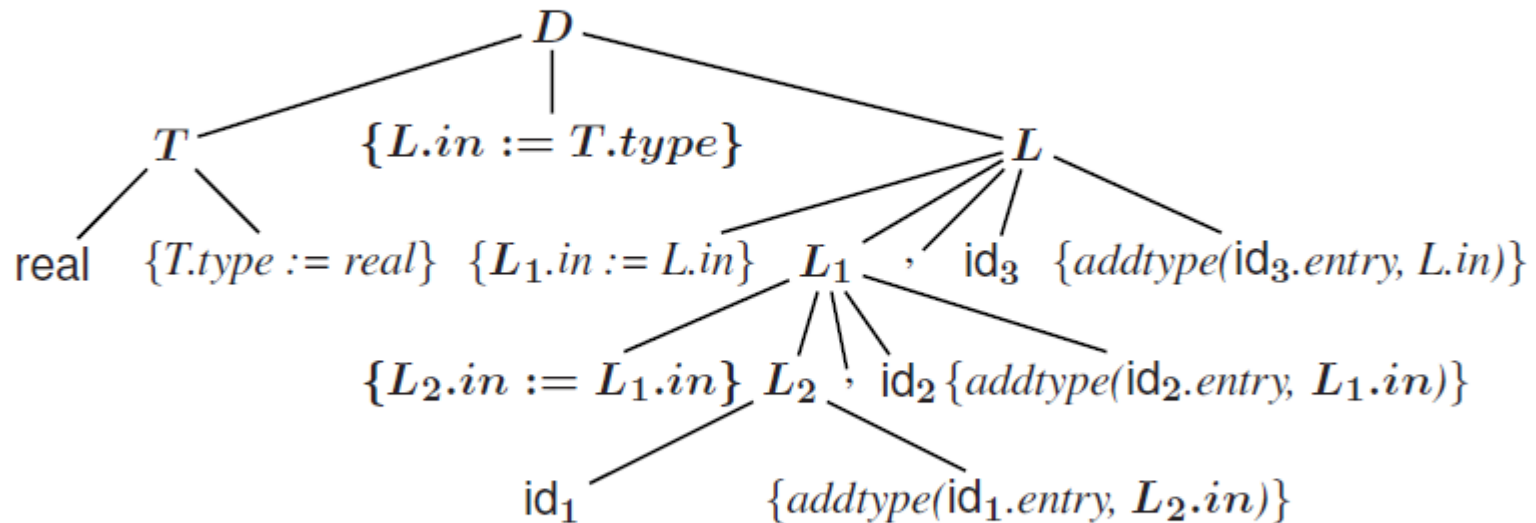 D
T {L.in := T.type} L
real {T.type := real} {L₁.in := L.in} L₁ , id₃ {addtype(id₃.entry, L.in)}
{L₂.in := L₁.in} L₂ , id₂ {addtype(id₂.entry, L₁.in)}
id₁ {addtype(id₁.entry, L₂.in)}